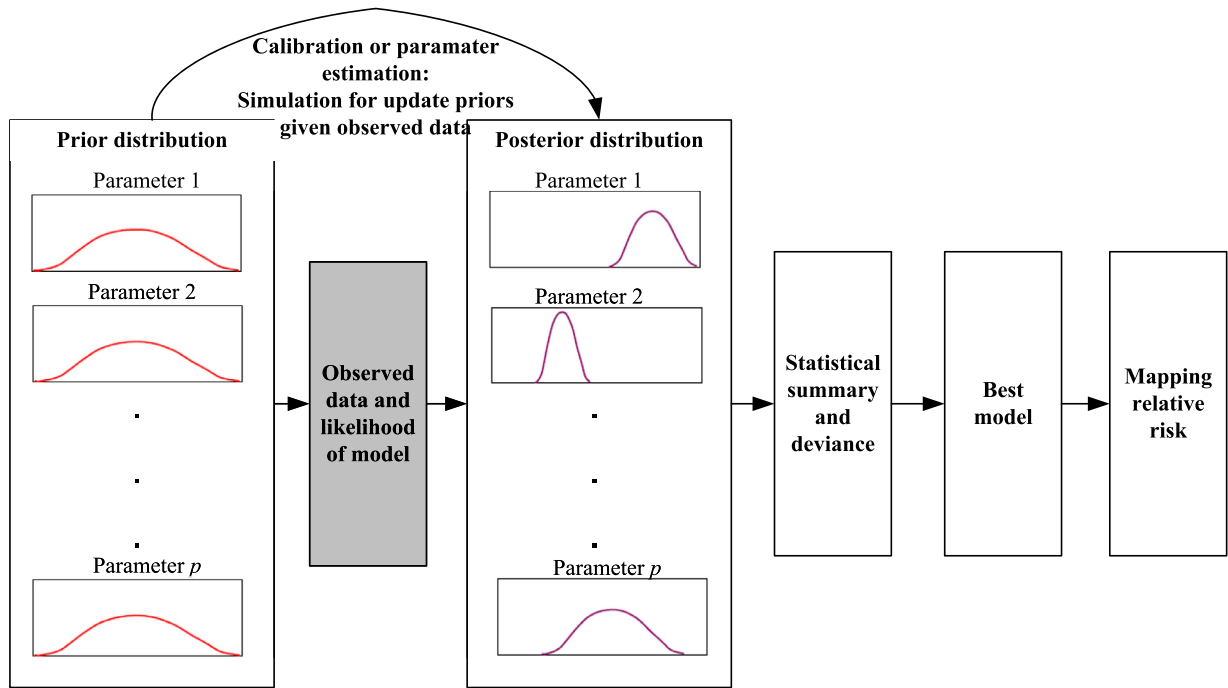 Calibration or paramater
estimation:
Simulation for update priors
given observed data
Prior distribution
Parameter 1
Parameter 2
.
.
.
Parameter p
Observed
data and
likelihood
of model
Posterior distribution
Parameter 1
Parameter 2
.
.
.
Parameter p
Statistical
summary
and
deviance
Best
model
Mapping
relative
risk